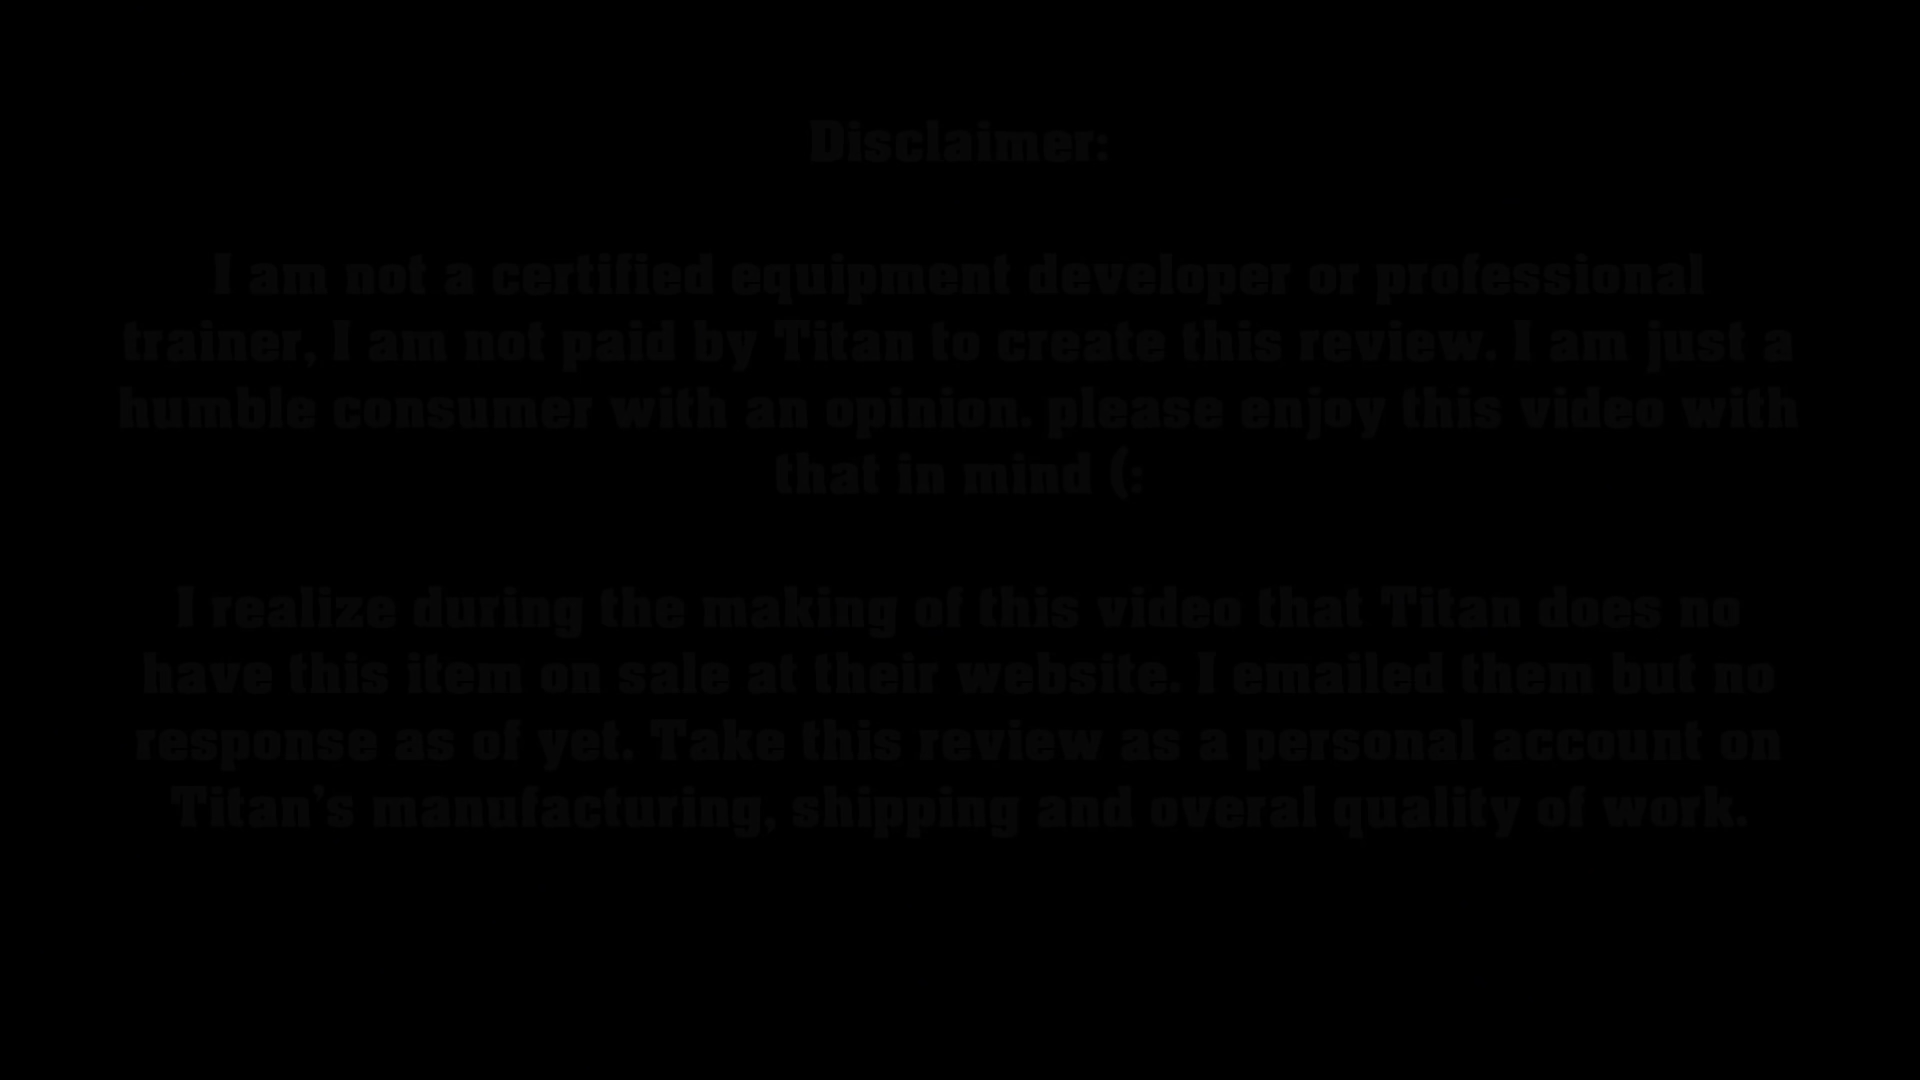 Disclaimer:
I am not a certified equipment developer or professional
trainer, I am not paid by Titan to create this review. I am just a
humble consumer with an opinion. please enjoy this video with
that in mind (:
I realize during the making of this video that Titan does no
have this item on sale at their website. I emailed them but no
response as of yet. Take this review as a personal account on
Titan's manufacturing, shipping and overal quality of work.